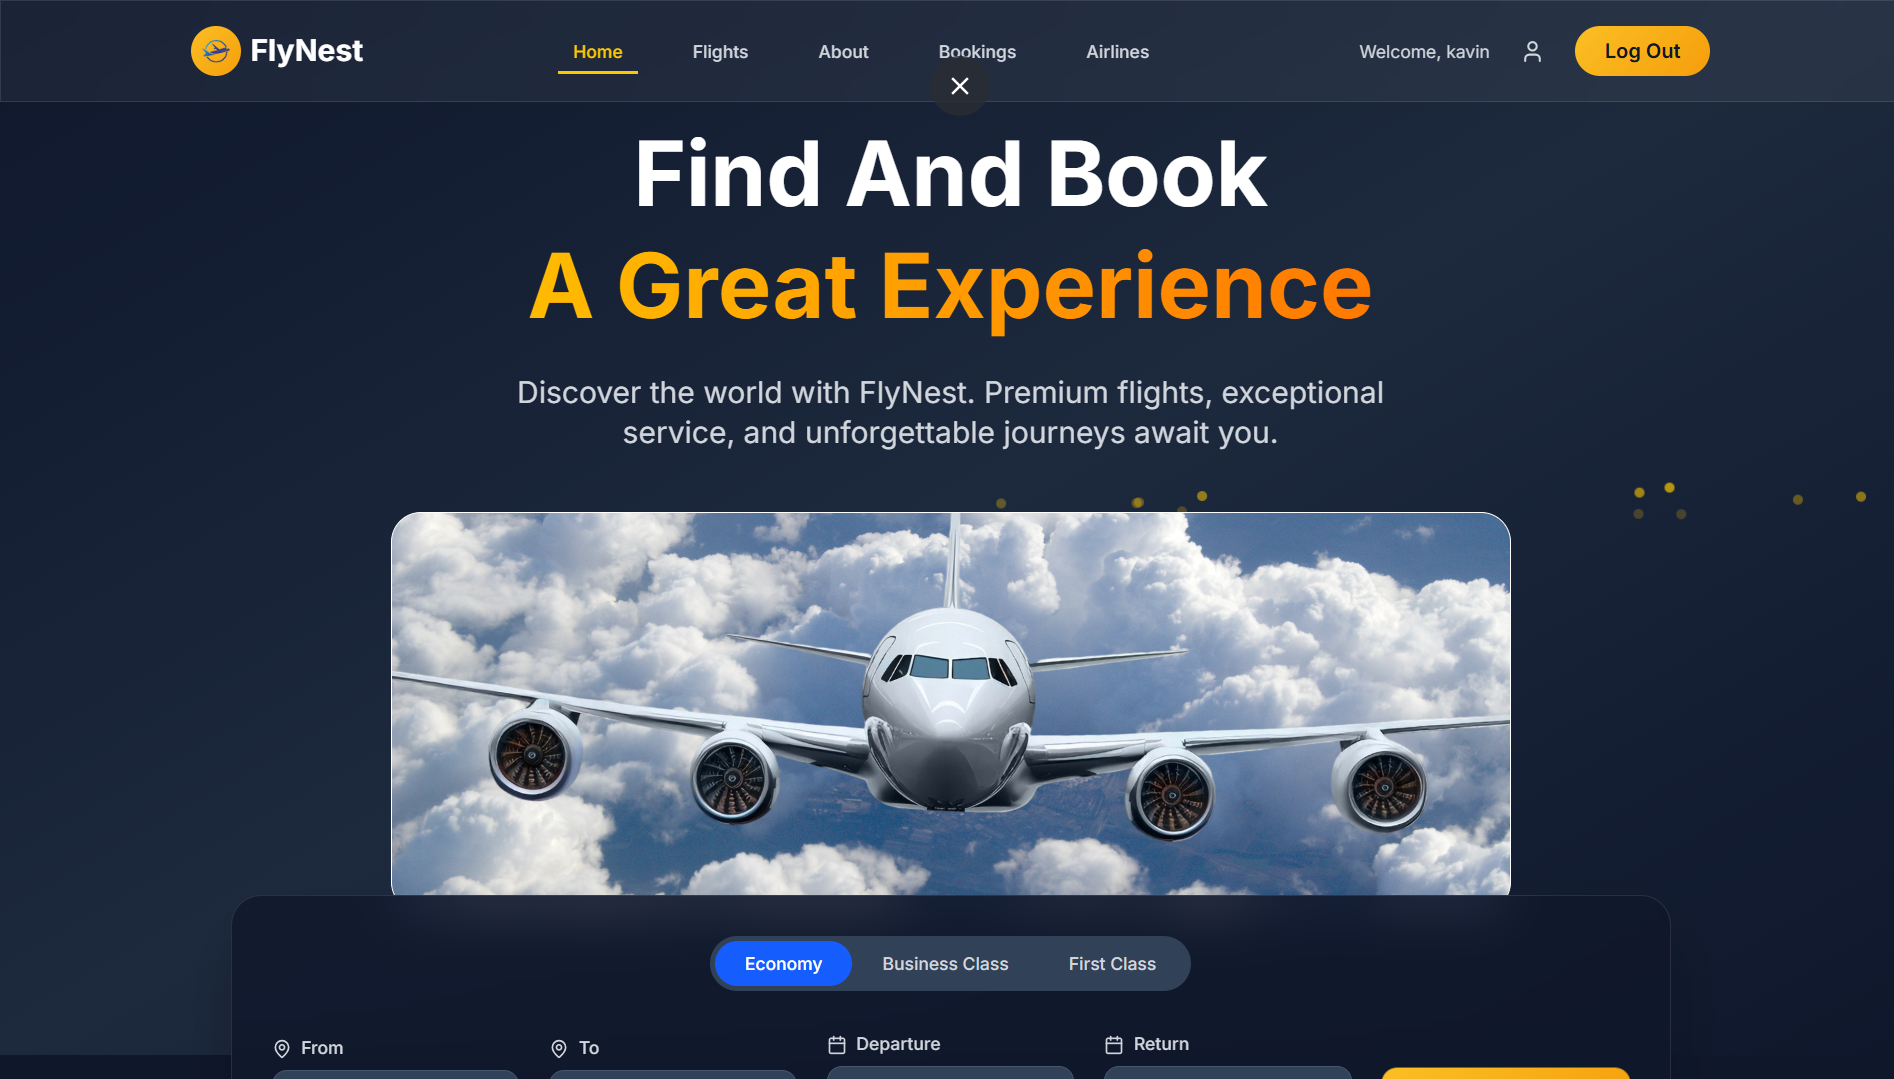 FlyNest
Home
Flights
About
Bookings
Airlines
Welcome, kavin
Log Out
Find And Book
A Great Experience
Discover the world with FlyNest. Premium flights, exceptional
service, and unforgettable journeys await you.
Economy
Business Class
First Class
From
To
Departure
Return